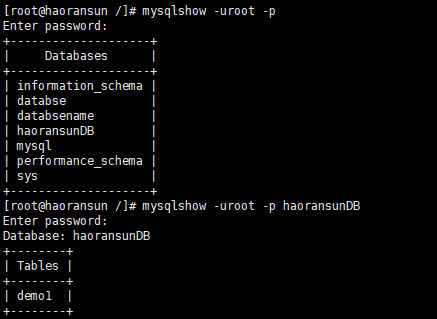 [root@haoransun /]# mysqlshow -uroot -p
Enter password:
+--------------------+
|     Databases      |
+--------------------+
| information_schema |
| databse            |
| databsename        |
| haoransunDB        |
| mysql              |
| performance_schema |
| sys                |
+--------------------+
[root@haoransun /]# mysqlshow -uroot -p haoransunDB
Enter password:
Database: haoransunDB
+--------+
| Tables |
+--------+
| demo1  |
+--------+